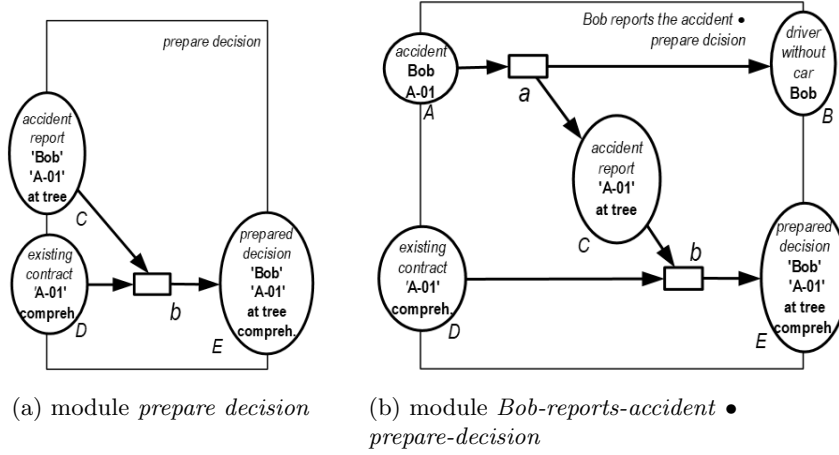 prepare decision
accident
report
'Bob'
'A-01'
at tree
C
existing
contract
'A-01'
compreh.
D
b
prepared
decision
'Bob'
'A-01'
at tree
compreh.
E
(a) module prepare decision
Bob reports the accident •
prepare dcision
accident
Bob
A-01
A
a
driver
without
car
Bob
B
accident
report
'A-01'
at tree
C
existing
contract
'A-01'
compreh.
D
b
prepared
decision
'Bob'
'A-01'
at tree
compreh.
E
(b) module Bob-reports-accident •
prepare-decision